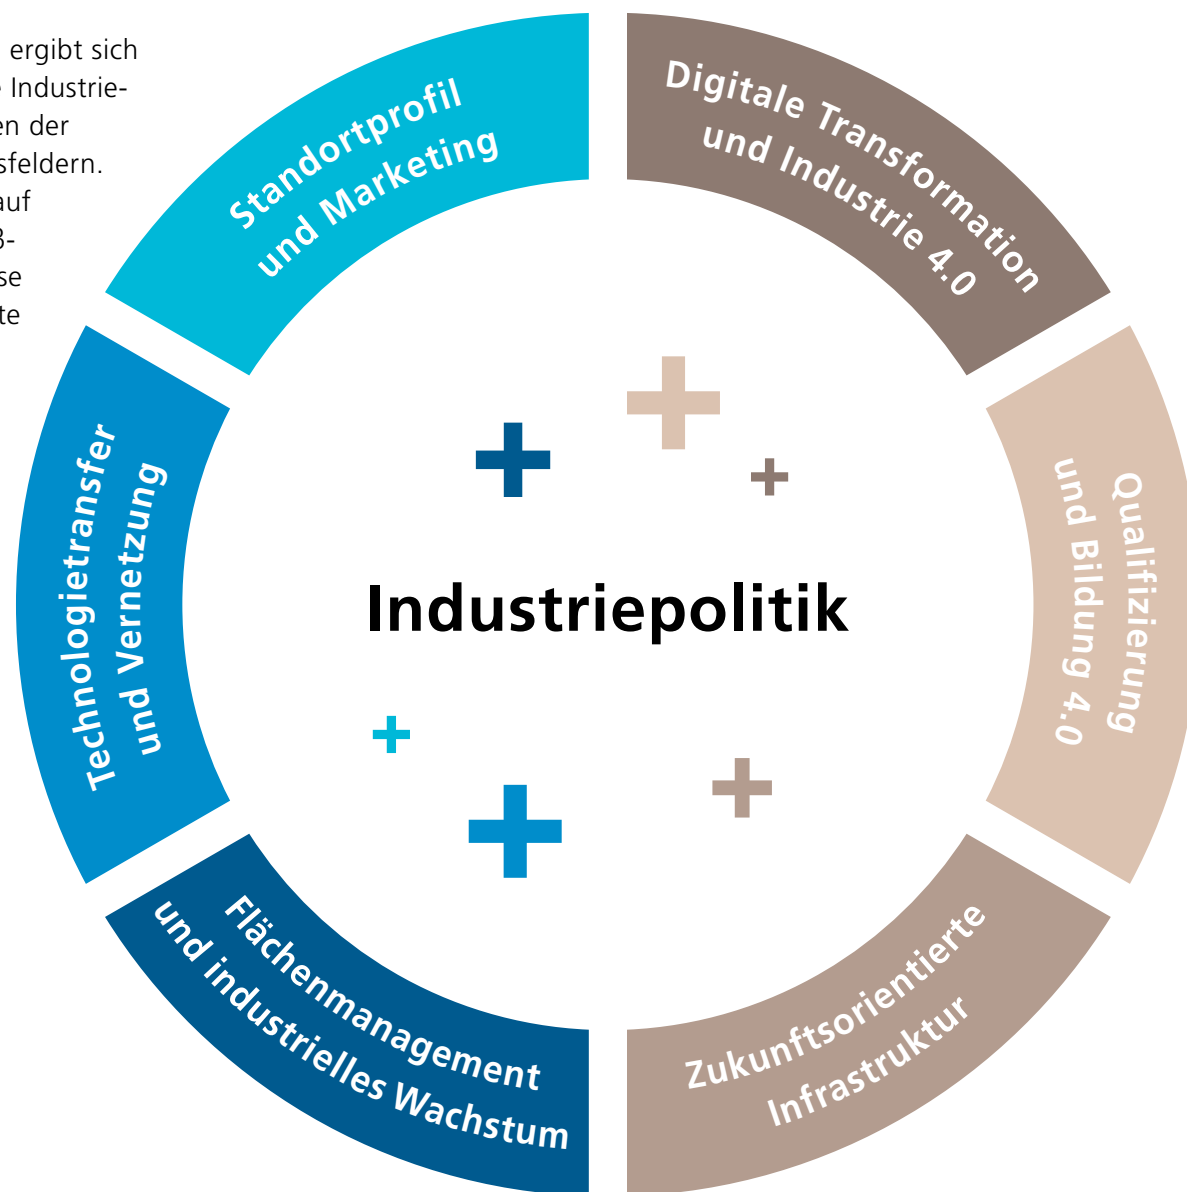 ergibt sich
Industrie-
en der
sfeldern.
auf
se
te
Standortprofil
und Marketing
Digitale Transformation
und Industrie 4.0
Qualifizierung
und Bildung 4.0
Zukunftsorientierte
Infrastruktur
Flächenmanagement
und industrielles Wachstum
Technologietransfer
und Vernetzung
Industriepolitik